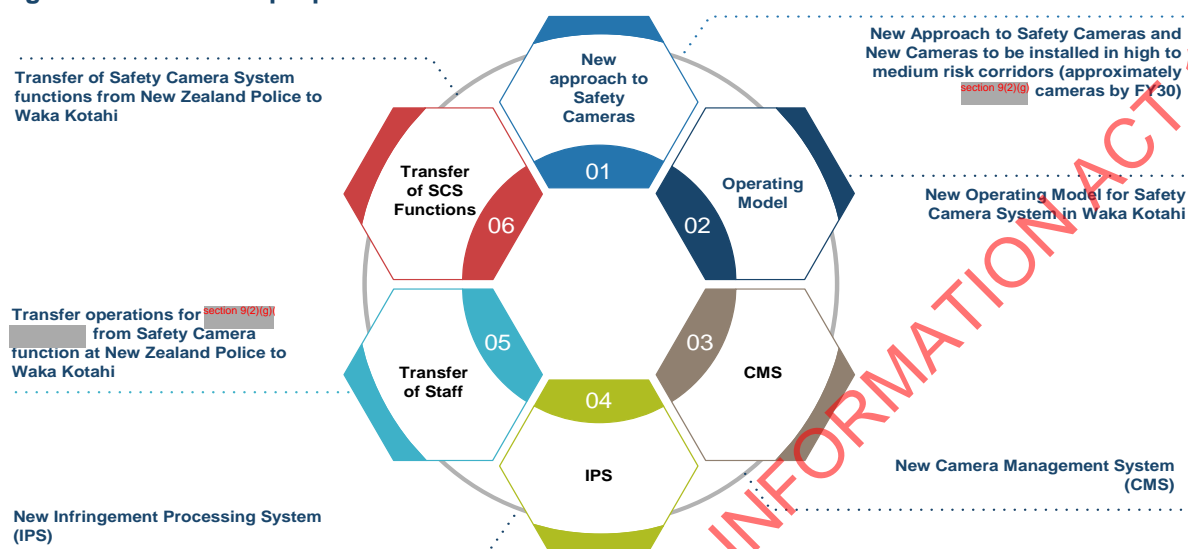 Transfer of Safety Camera System
functions from New Zealand Police to
Waka Kotahi
New Approach to Safety Cameras and
New Cameras to be installed in high to
medium risk corridors (approximately
section 9(2)(g) cameras by FY30)
New
approach to
Safety
Cameras
01
Transfer
of SCS
Functions
06
Operating
Model
02
New Operating Model for Safety
Camera System in Waka Kotahi
Transfer operations for section 9(2)(g)(
from Safety Camera
function at New Zealand Police to
Waka Kotahi
05
Transfer
of Staff
03
CMS
04
IPS
New Camera Management System
(CMS)
New Infringement Processing System
(IPS)
INFORMATION ACT